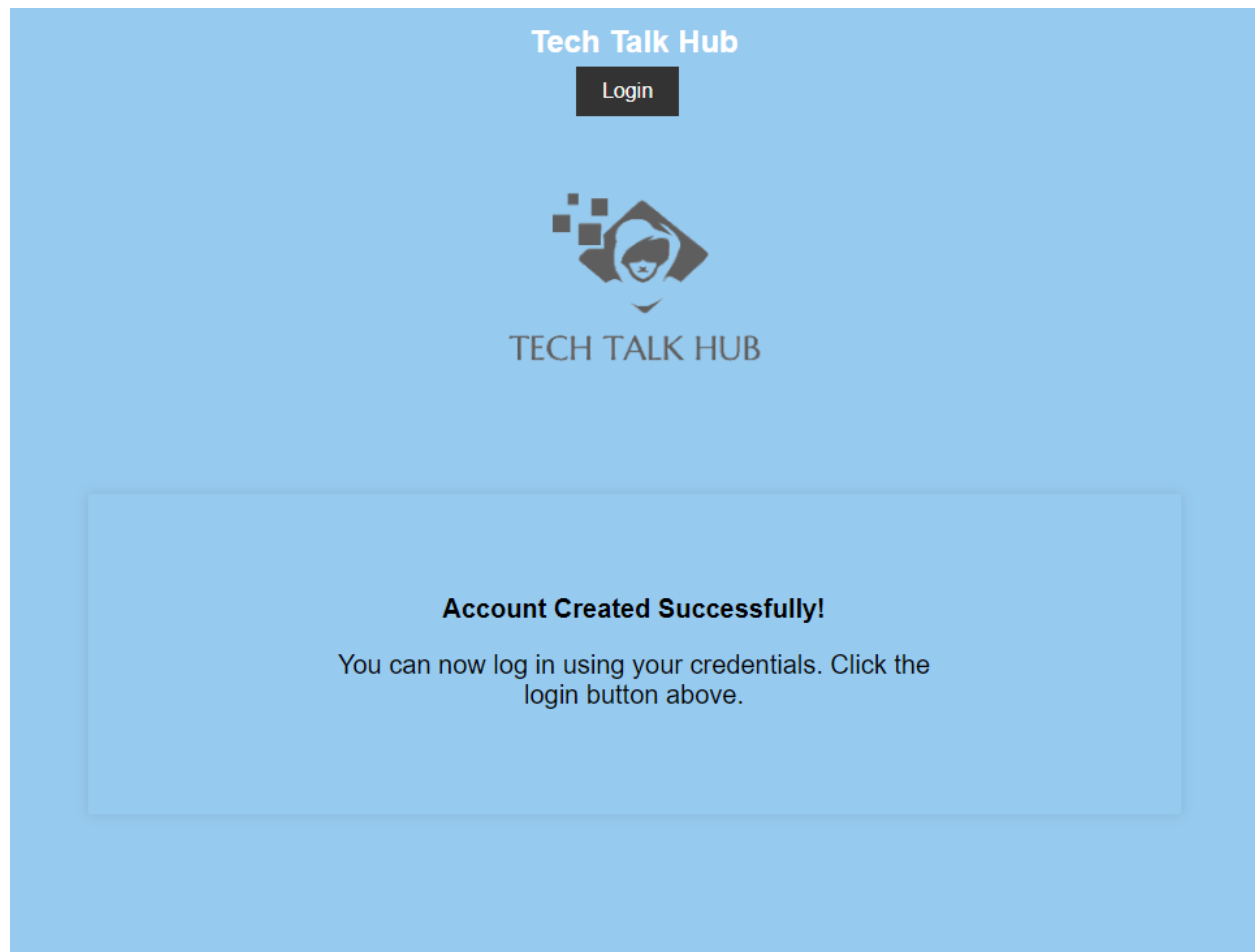 Tech Talk Hub
Login
TECH TALK HUB
Account Created Successfully!
You can now log in using your credentials. Click the
login button above.